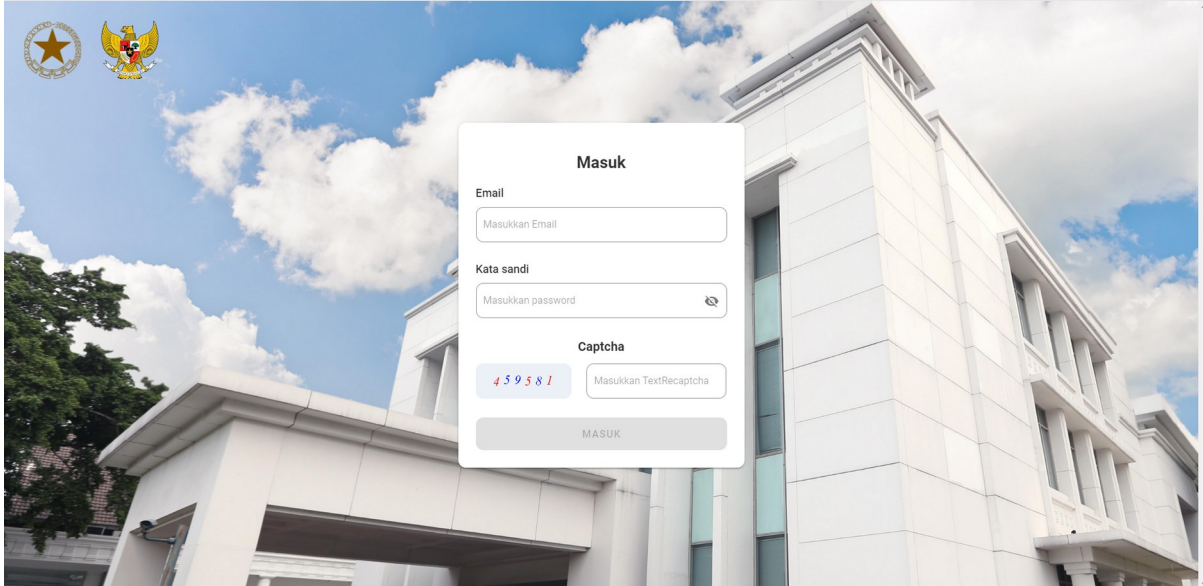 Masuk
Email
Masukkan Email
Kata sandi
Masukkan password
Captcha
459581
Masukkan TextRecaptcha
MASUK